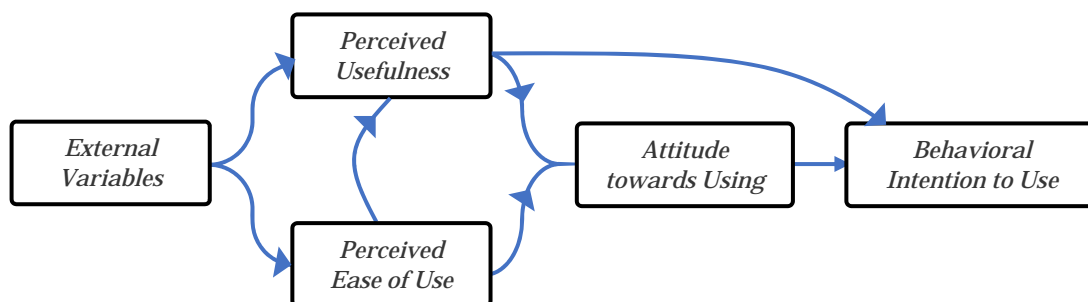 Perceived
Usefulness
External
Variables
Attitude
towards Using
Behavioral
Intention to Use
Perceived
Ease of Use